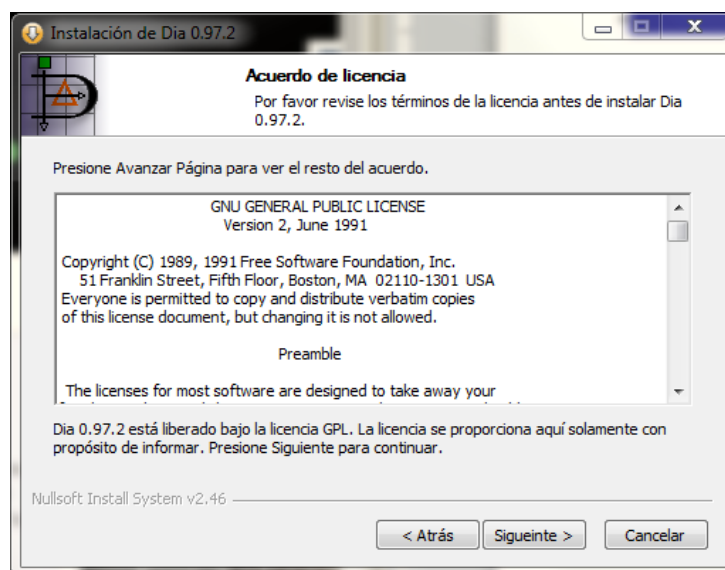 Instalación de Dia 0.97.2
Acuerdo de licencia
Por favor revise los términos de la licencia antes de instalar Dia
0.97.2.
Presione Avanzar Página para ver el resto del acuerdo.
GNU GENERAL PUBLIC LICENSE
Version 2, June 1991
Copyright (C) 1989, 1991 Free Software Foundation, Inc.
51 Franklin Street, Fifth Floor, Boston, MA 02110-1301 USA
Everyone is permitted to copy and distribute verbatim copies
of this license document, but changing it is not allowed.
Preamble
The licenses for most software are designed to take away your
Dia 0.97.2 está liberado bajo la licencia GPL. La licencia se proporciona aquí solamente con
propósito de informar. Presione Siguiente para continuar.
Nullsoft Install System v2.46
< Atrás
Sigueinte >
Cancelar